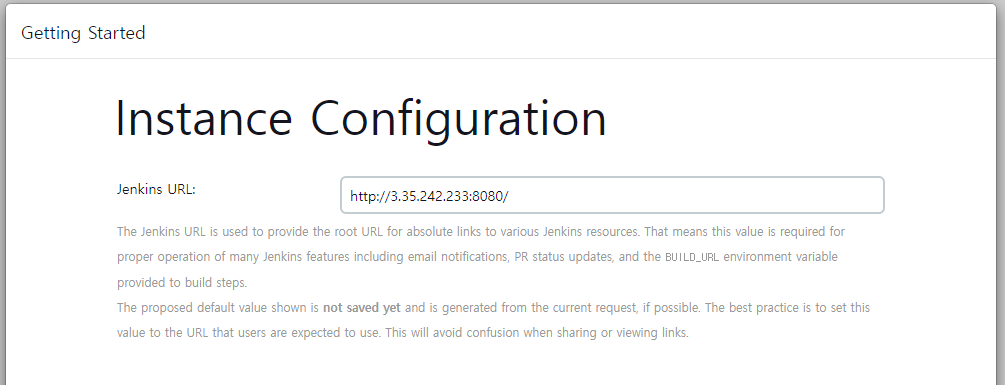 Getting Started
Instance Configuration
Jenkins URL: http://3.35.242.233:8080/
The Jenkins URL is used to provide the root URL for absolute links to various Jenkins resources. That means this value is required for
proper operation of many Jenkins features including email notifications, PR status updates, and the BUILD_URL environment variable
provided to build steps.
The proposed default value shown is not saved yet and is generated from the current request, if possible. The best practice is to set this
value to the URL that users are expected to use. This will avoid confusion when sharing or viewing links.